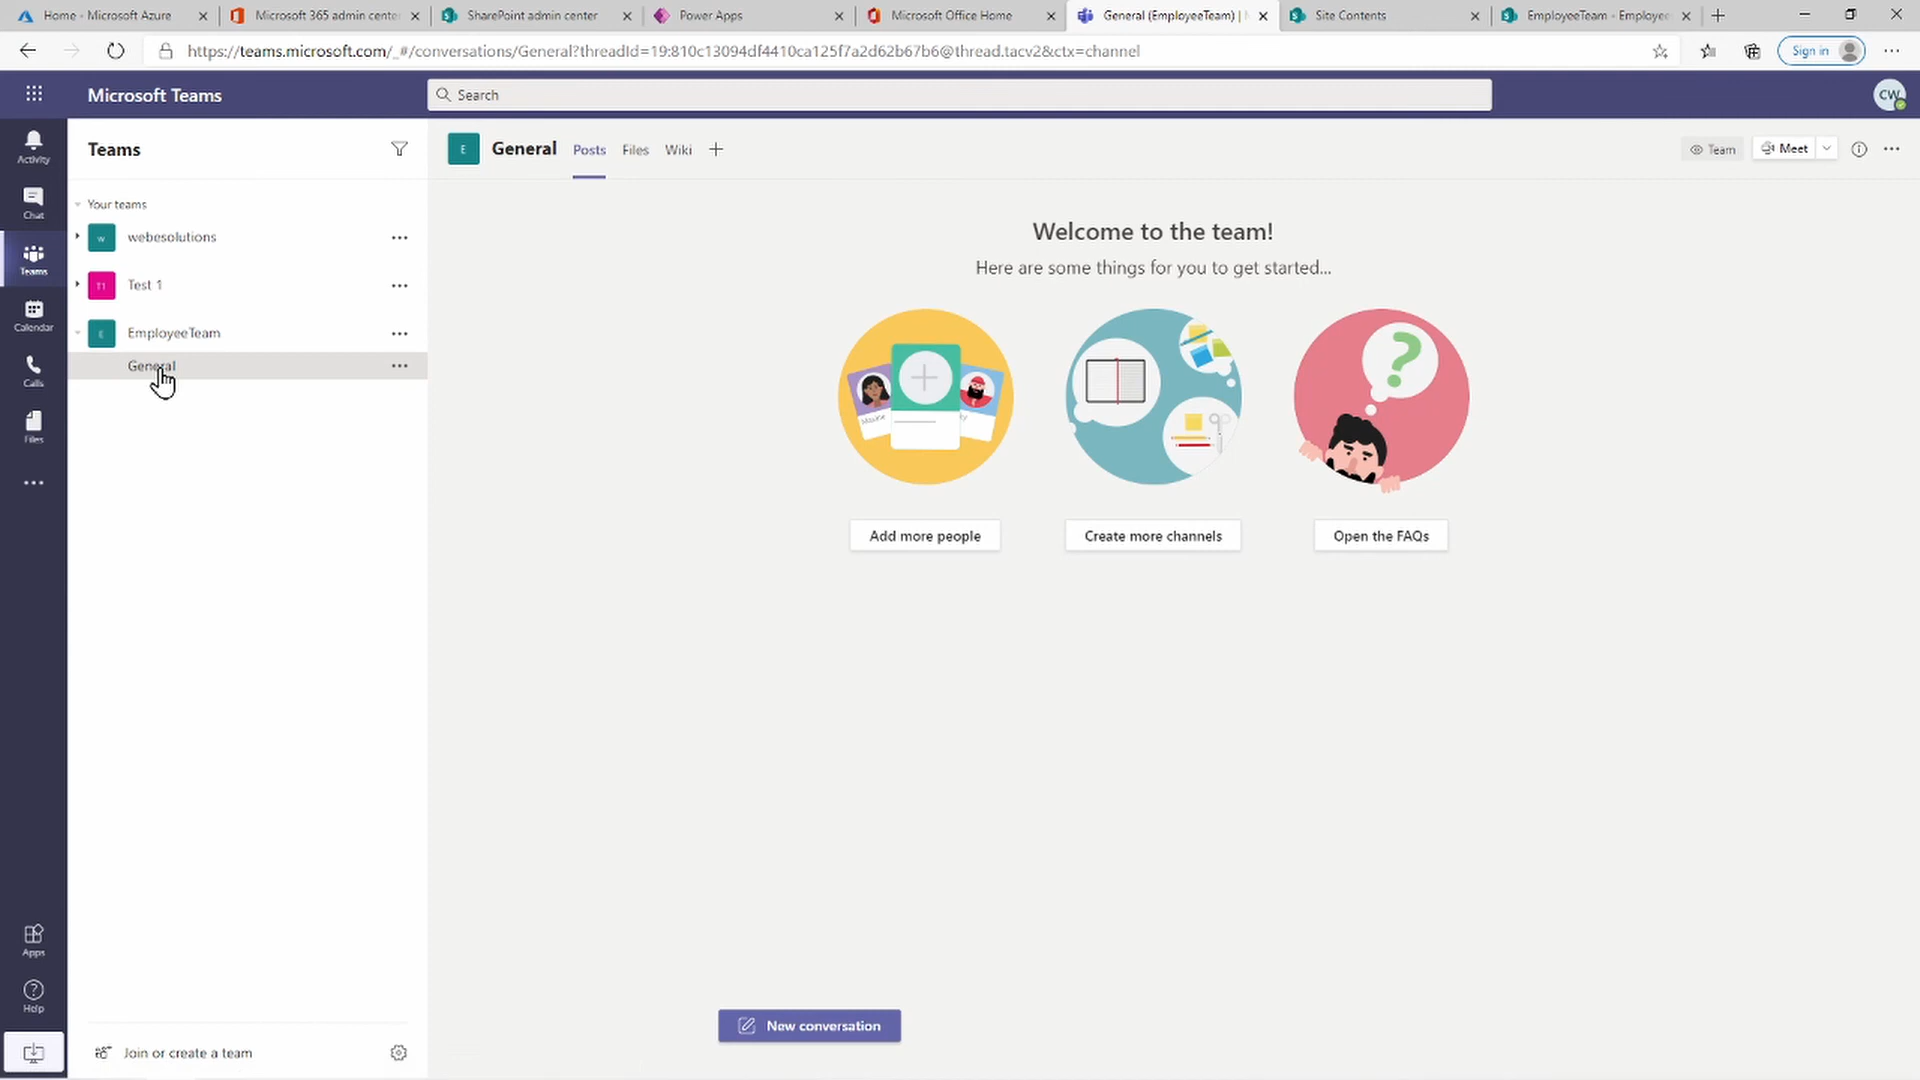 Home - Microsoft Azure
Microsoft 365 admin center
SharePoint admin center
Power Apps
Microsoft Office Home
General (EmployeeTeam) |
Site Contents
EmployeeTeam - Employee
https://teams.microsoft.com/_#/conversations/General?threadId=19:810c13094df4410ca125f7a2d62b67b6@thread.tacv2&ctx=channel
Sign in
Microsoft Teams
Search
CW
Activity
Chat
Teams
Calendar
Calls
Files
Apps
Help
Teams
Your teams
w webesolutions
T1 Test 1
E EmployeeTeam
General
Join or create a team
E General Posts Files Wiki
Team
Meet
Welcome to the team!
Here are some things for you to get started...
Maxine
Add more people
Create more channels
Open the FAQs
New conversation